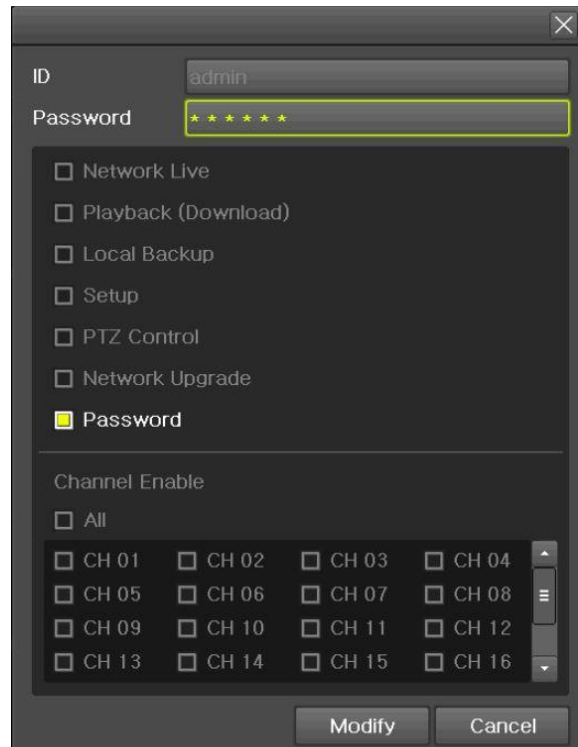 ID admin
Password ******
Network Live
Playback (Download)
Local Backup
Setup
PTZ Control
Network Upgrade
Password
Channel Enable
All
CH 01 CH 02 CH 03 CH 04
CH 05 CH 06 CH 07 CH 08
CH 09 CH 10 CH 11 CH 12
CH 13 CH 14 CH 15 CH 16
Modify Cancel